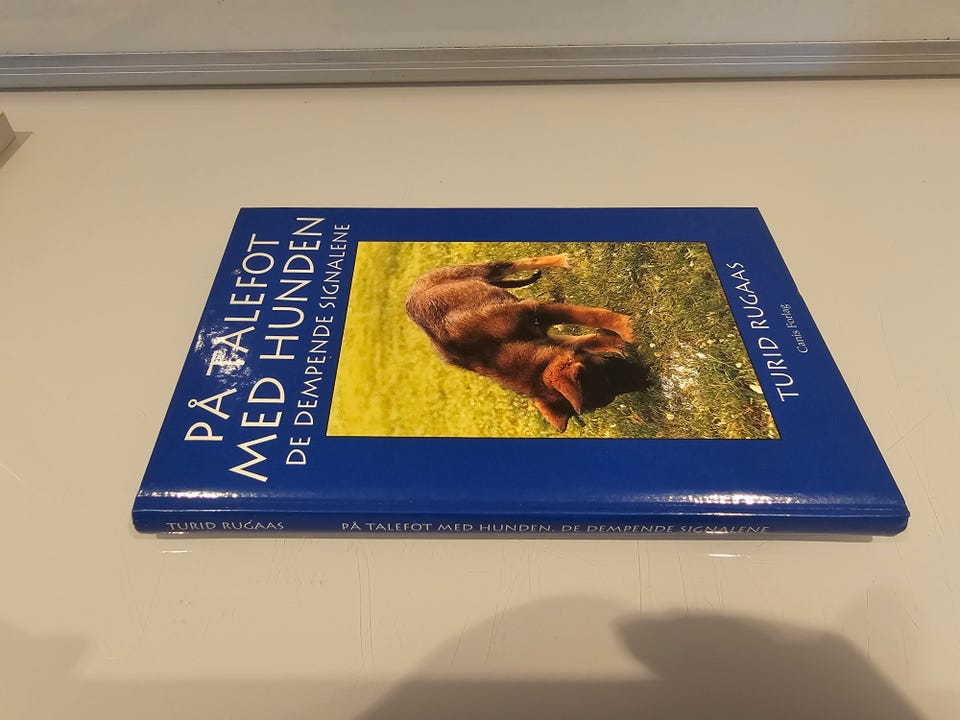 PÅ TALEFOT
MED HUNDEN
DE DEMPENDE SIGNALENE
TURID RUGAAS
Canis Forlag
TURID RUGAAS PÅ TALEFOT MED HUNDEN. DE DEMPENDE SIGNALENE